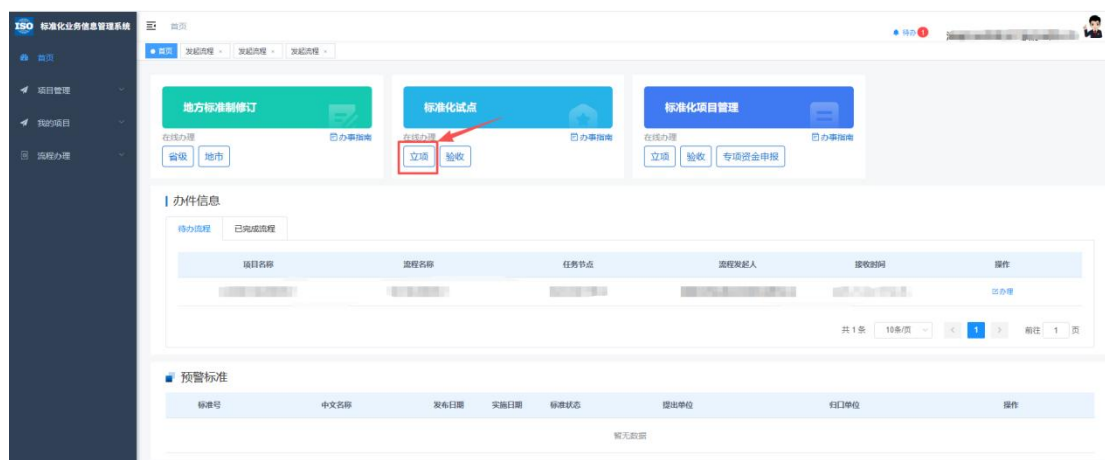 ISO 标准化业务信息管理系统
首页
待办 1
首页
项目管理
我的项目
流程办理
首页 发起流程 × 发起流程 × 发起流程 ×
地方标准制修订
在线办理 办事指南
省级 地市
标准化试点
在线办理 办事指南
立项 验收
标准化项目管理
在线办理 办事指南
立项 验收 专项资金申报
办件信息
待办流程 已完成流程
项目名称 流程名称 任务节点 流程发起人 接收时间 操作
办理
共 1 条 10条/页 < 1 > 前往 1 页
预警标准
标准号 中文名称 发布日期 实施日期 标准状态 提出单位 归口单位 操作
暂无数据